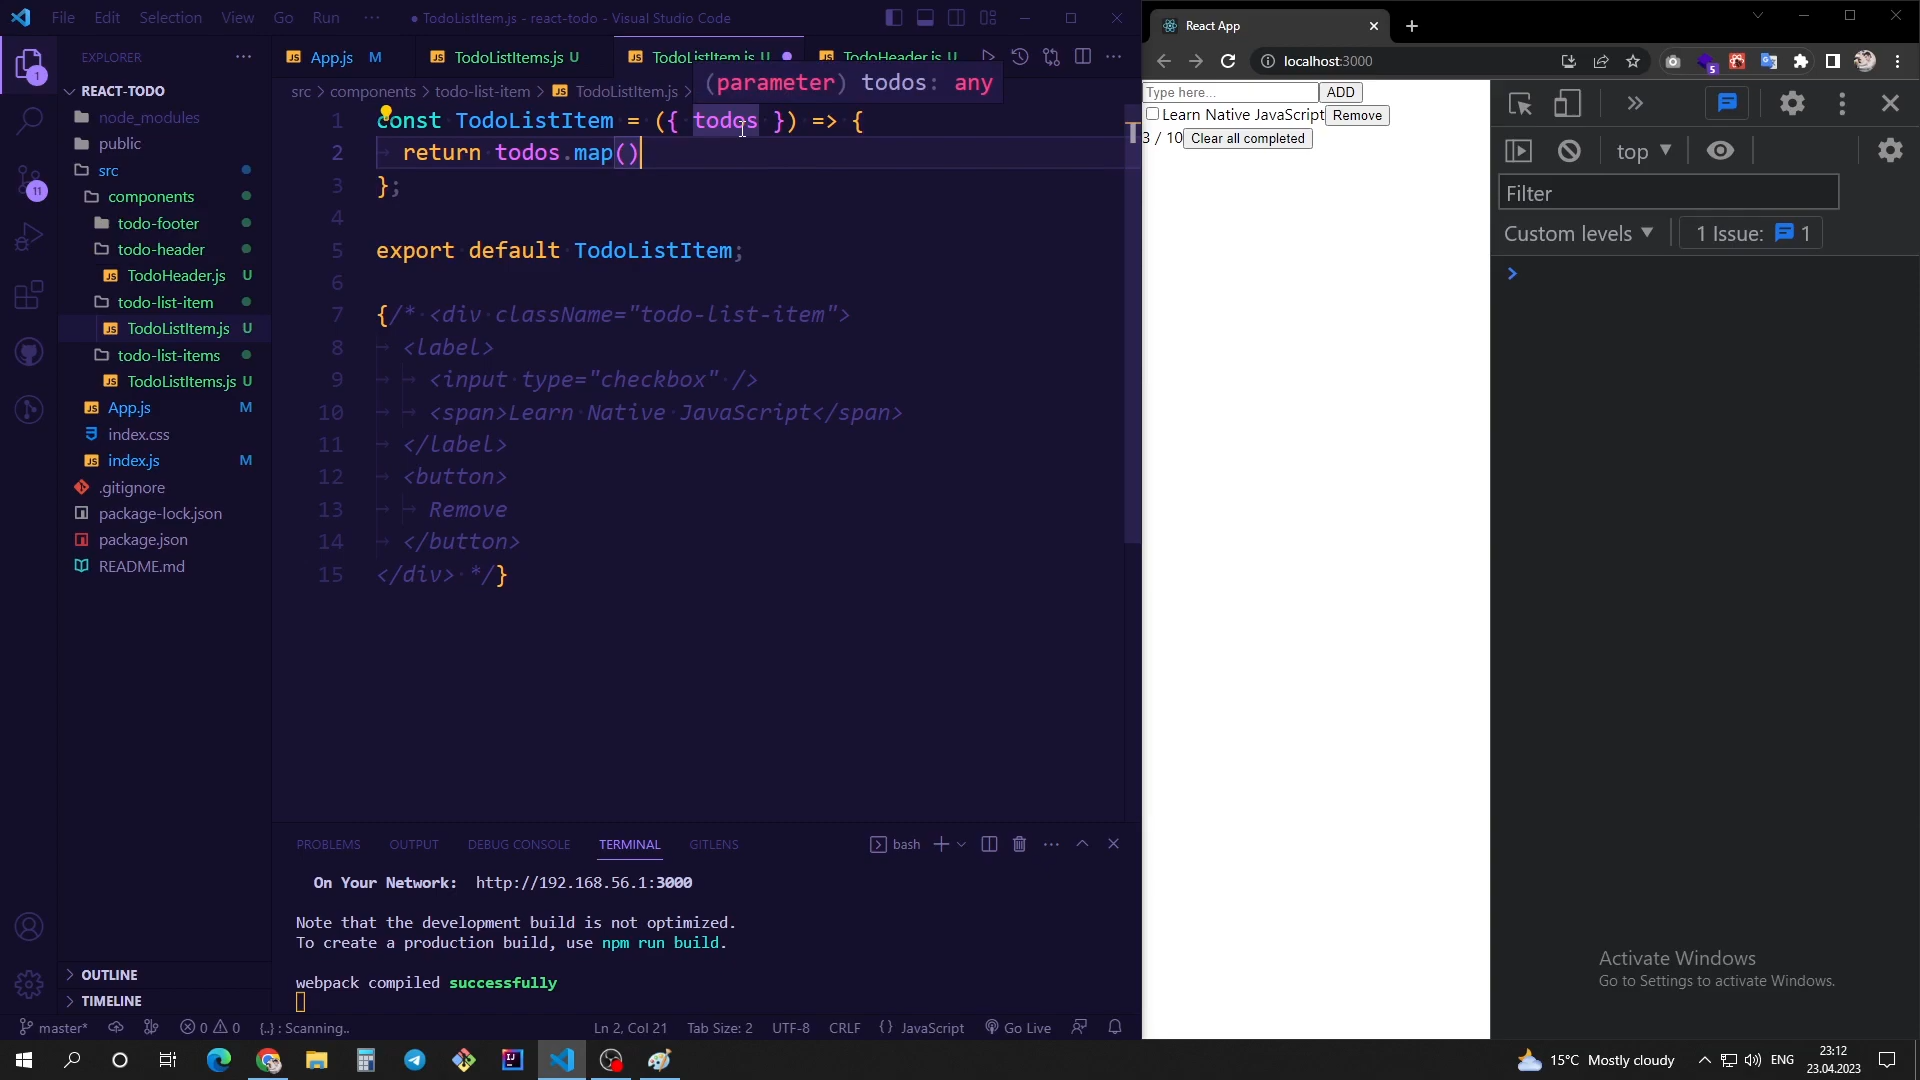 File Edit Selection View Go Run ··· ● TodoListItem.js - react-todo - Visual Studio Code
EXPLORER ···
REACT-TODO
node_modules
public
src
components
todo-footer
todo-header
TodoHeader.js U
todo-list-item
TodoListItem.js U
todo-list-items
TodoListItems.js U
App.js M
index.css
index.js M
.gitignore
package-lock.json
package.json
README.md
OUTLINE
TIMELINE
1
11
App.js M TodoListItems.js U TodoListItem.js U TodoHeader.js U
src > components > todo-list-item > TodoListItem.js >
(parameter) todos: any
1 const TodoListItem = ({ todos }) => {
2 return todos.map()
3 };
4
5 export default TodoListItem;
6
7 {/* <div className="todo-list-item">
8 <label>
9 <input type="checkbox" />
10 <span>Learn Native JavaScript</span>
11 </label>
12 <button>
13 Remove
14 </button>
15 </div> */}
PROBLEMS OUTPUT DEBUG CONSOLE TERMINAL GITLENS bash
On Your Network: http://192.168.56.1:3000
Note that the development build is not optimized.
To create a production build, use npm run build.
webpack compiled successfully
master* 0 0 {..} : Scanning.. Ln 2, Col 21 Tab Size: 2 UTF-8 CRLF {} JavaScript Go Live
React App
localhost:3000
5
Type here... ADD
Learn Native JavaScript Remove
3 / 10 Clear all completed
top
Filter
Custom levels 1 Issue: 1
Activate Windows
Go to Settings to activate Windows.
15°C Mostly cloudy ENG 23:12
23.04.2023